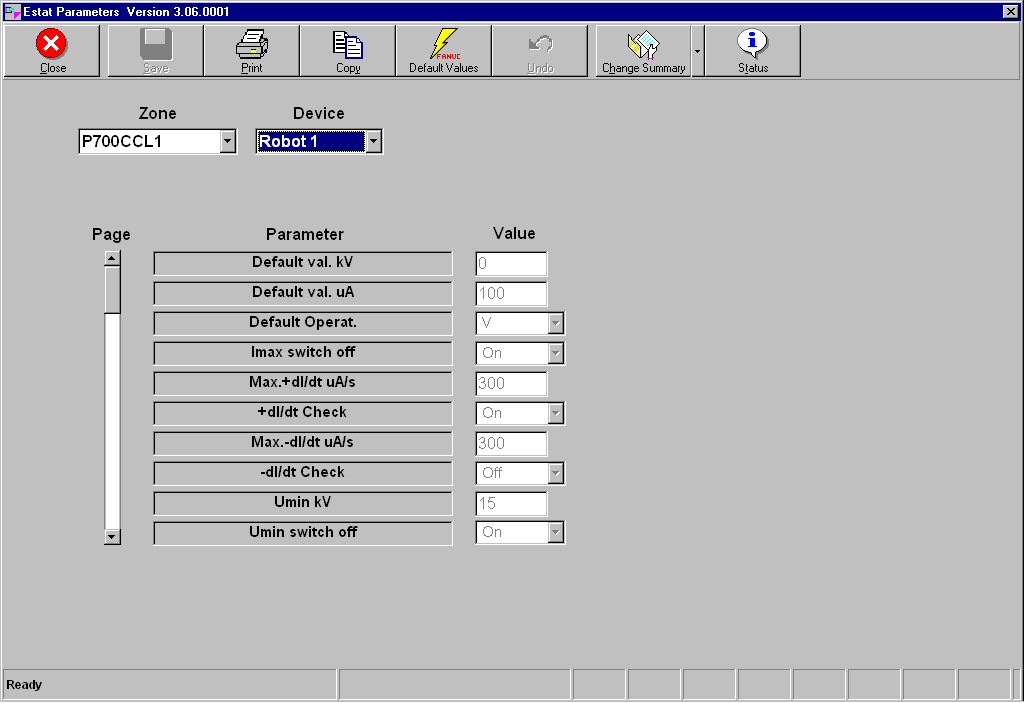 Estat Parameters Version 3.06.0001
Close
Save
Print
Copy
FANUC
Default Values
Undo
Change Summary
Status
Zone Device
P700CCL1 Robot 1
Page Parameter Value
Default val. kV 0
Default val. uA 100
Default Operat. V
Imax switch off On
Max.+dI/dt uA/s 300
+dI/dt Check On
Max.-dI/dt uA/s 300
-dI/dt Check Off
Umin kV 15
Umin switch off On
Ready